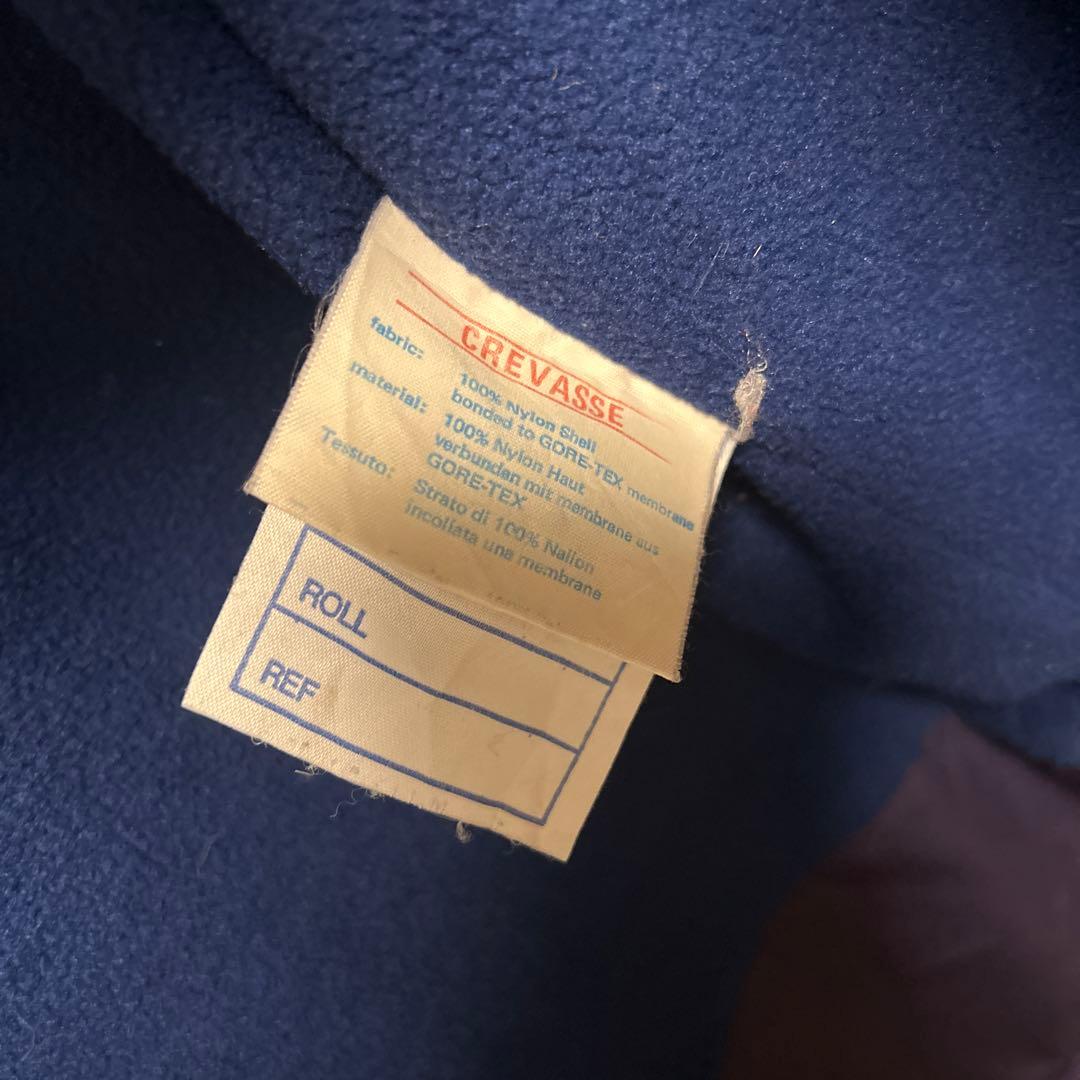 CREVASSE
fabric: 100% Nylon Shell
bonded to GORE-TEX membrane
material: 100% Nylon Haut
verbunden mit membrane aus
GORE-TEX
Tessuto: Strato di 100% Nailon
incollata una membrane
ROLL
REF